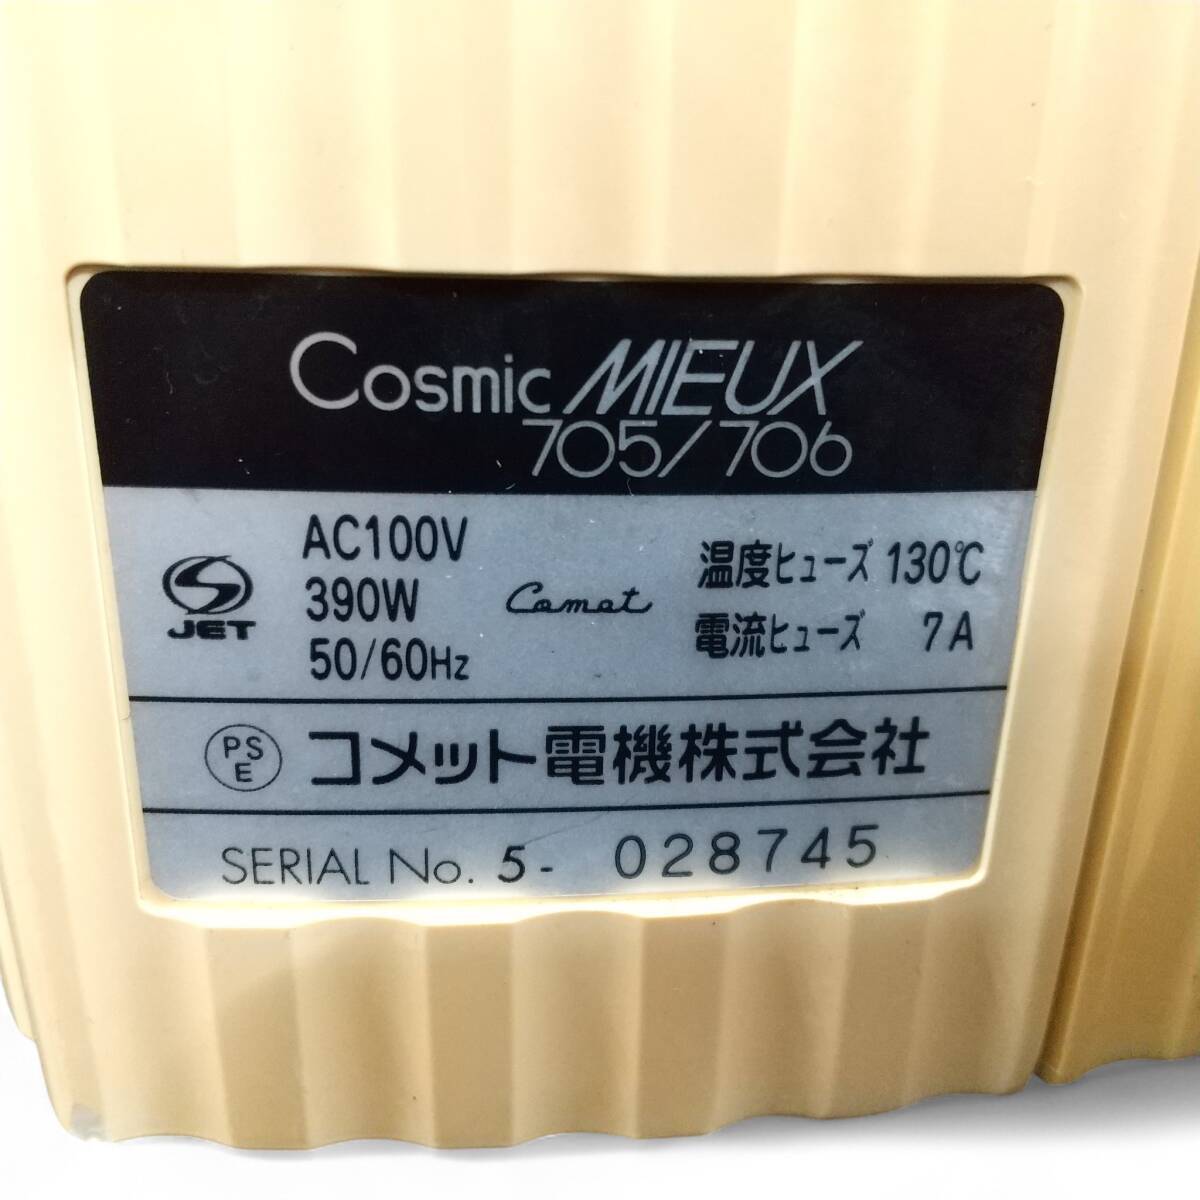 Cosmic MIEUX
705/706
AC100V
390W
50/60Hz
JET
Comet
温度ヒューズ 130℃
電流ヒューズ 7A
PSE
コメット電機株式会社
SERIAL No. 5- 028745